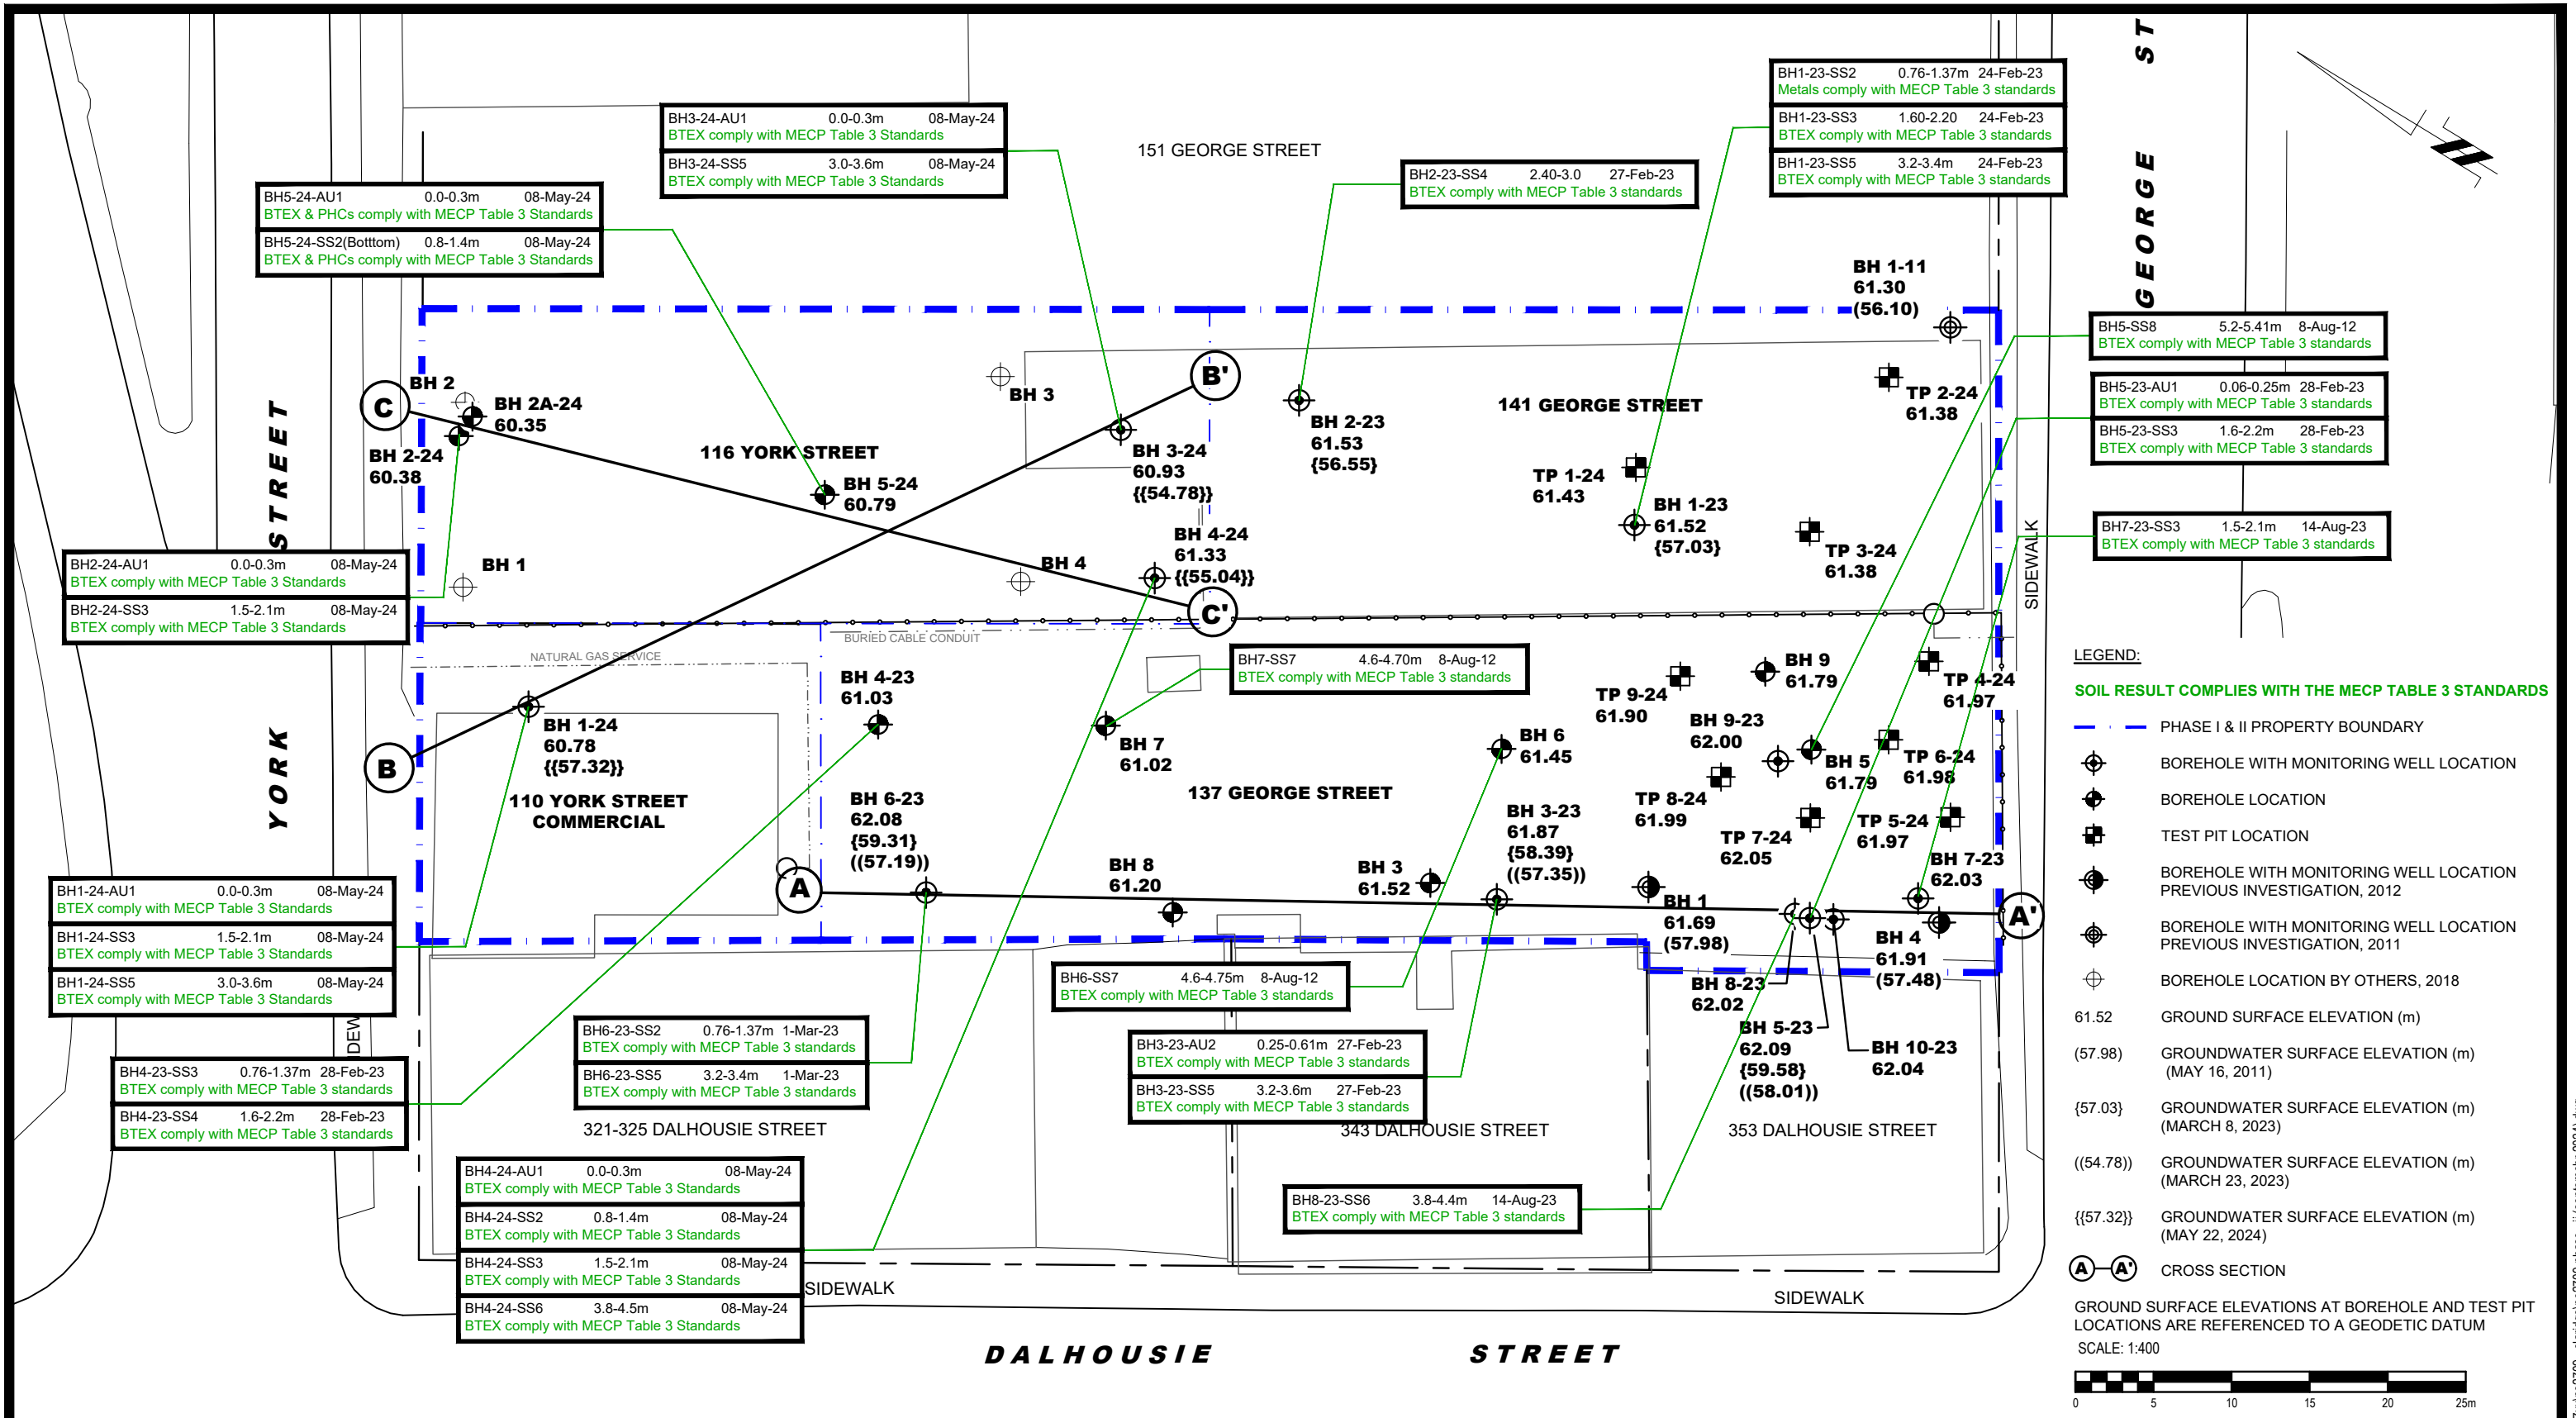 BH3-24-AU1 0.0-0.3m 08-May-24
BTEX comply with MECP Table 3 Standards
BH3-24-SS5 3.0-3.6m 08-May-24
BTEX comply with MECP Table 3 Standards
151 GEORGE STREET
BH2-23-SS4 2.40-3.0 27-Feb-23
BTEX comply with MECP Table 3 standards
BH1-23-SS2 0.76-1.37m 24-Feb-23
Metals comply with MECP Table 3 standards
BH1-23-SS3 1.60-2.20 24-Feb-23
BTEX comply with MECP Table 3 standards
BH1-23-SS5 3.2-3.4m 24-Feb-23
BTEX comply with MECP Table 3 standards
GEORGE ST
BH5-24-AU1 0.0-0.3m 08-May-24
BTEX & PHCs comply with MECP Table 3 Standards
BH5-24-SS2(Botttom) 0.8-1.4m 08-May-24
BTEX & PHCs comply with MECP Table 3 Standards
BH 1-11
61.30
(56.10)
BH5-SS8 5.2-5.41m 8-Aug-12
BTEX comply with MECP Table 3 standards
BH5-23-AU1 0.06-0.25m 28-Feb-23
BTEX comply with MECP Table 3 standards
BH5-23-SS3 1.6-2.2m 28-Feb-23
BTEX comply with MECP Table 3 standards
BH7-23-SS3 1.5-2.1m 14-Aug-23
BTEX comply with MECP Table 3 standards
C
BH 2
BH 2A-24
60.35
BH 2-24
60.38
116 YORK STREET
BH 5-24
60.79
BH 3
B'
BH 3-24
60.93
{{54.78}}
BH 2-23
61.53
{56.55}
141 GEORGE STREET
TP 2-24
61.38
TP 1-24
61.43
BH 1-23
61.52
{57.03}
TP 3-24
61.38
SIDEWALK
YORK STREET
BH2-24-AU1 0.0-0.3m 08-May-24
BTEX comply with MECP Table 3 Standards
BH2-24-SS3 1.5-2.1m 08-May-24
BTEX comply with MECP Table 3 Standards
BH 1
BH 4
BH 4-24
61.33
{{55.04}}
C'
BURIED CABLE CONDUIT
NATURAL GAS SERVICE
BH7-SS7 4.6-4.70m 8-Aug-12
BTEX comply with MECP Table 3 standards
BH 4-23
61.03
B
BH 1-24
60.78
{{57.32}}
110 YORK STREET
COMMERCIAL
BH 7
61.02
137 GEORGE STREET
BH 6
61.45
TP 9-24
61.90
BH 9
61.79
TP 4-24
61.97
BH 9-23
62.00
BH 5
61.79
TP 6-24
61.98
TP 8-24
61.99
TP 7-24
62.05
TP 5-24
61.97
BH 6-23
62.08
{59.31}
((57.19))
A
BH 8
61.20
BH 3
61.52
BH 3-23
61.87
{58.39}
((57.35))
BH 1
61.69
(57.98)
BH 7-23
62.03
A'
BH 4
61.91
(57.48)
BH 8-23
62.02
BH 5-23
62.09
{59.58}
((58.01))
BH 10-23
62.04
BH1-24-AU1 0.0-0.3m 08-May-24
BTEX comply with MECP Table 3 Standards
BH1-24-SS3 1.5-2.1m 08-May-24
BTEX comply with MECP Table 3 Standards
BH1-24-SS5 3.0-3.6m 08-May-24
BTEX comply with MECP Table 3 Standards
BH4-23-SS3 0.76-1.37m 28-Feb-23
BTEX comply with MECP Table 3 standards
BH4-23-SS4 1.6-2.2m 28-Feb-23
BTEX comply with MECP Table 3 standards
BH6-SS7 4.6-4.75m 8-Aug-12
BTEX comply with MECP Table 3 standards
BH6-23-SS2 0.76-1.37m 1-Mar-23
BTEX comply with MECP Table 3 standards
BH6-23-SS5 3.2-3.4m 1-Mar-23
BTEX comply with MECP Table 3 standards
BH3-23-AU2 0.25-0.61m 27-Feb-23
BTEX comply with MECP Table 3 standards
BH3-23-SS5 3.2-3.6m 27-Feb-23
BTEX comply with MECP Table 3 standards
321-325 DALHOUSIE STREET
343 DALHOUSIE STREET
353 DALHOUSIE STREET
BH4-24-AU1 0.0-0.3m 08-May-24
BTEX comply with MECP Table 3 Standards
BH4-24-SS2 0.8-1.4m 08-May-24
BTEX comply with MECP Table 3 Standards
BH4-24-SS3 1.5-2.1m 08-May-24
BTEX comply with MECP Table 3 Standards
BH4-24-SS6 3.8-4.5m 08-May-24
BTEX comply with MECP Table 3 Standards
BH8-23-SS6 3.8-4.4m 14-Aug-23
BTEX comply with MECP Table 3 standards
SIDEWALK
SIDEWALK
DALHOUSIE STREET
LEGEND:
SOIL RESULT COMPLIES WITH THE MECP TABLE 3 STANDARDS
PHASE I & II PROPERTY BOUNDARY
BOREHOLE WITH MONITORING WELL LOCATION
BOREHOLE LOCATION
TEST PIT LOCATION
BOREHOLE WITH MONITORING WELL LOCATION
PREVIOUS INVESTIGATION, 2012
BOREHOLE WITH MONITORING WELL LOCATION
PREVIOUS INVESTIGATION, 2011
BOREHOLE LOCATION BY OTHERS, 2018
61.52 GROUND SURFACE ELEVATION (m)
(57.98) GROUNDWATER SURFACE ELEVATION (m)
(MAY 16, 2011)
{57.03} GROUNDWATER SURFACE ELEVATION (m)
(MARCH 8, 2023)
((54.78)) GROUNDWATER SURFACE ELEVATION (m)
(MARCH 23, 2023)
{{57.32}} GROUNDWATER SURFACE ELEVATION (m)
(MAY 22, 2024)
A A' CROSS SECTION
GROUND SURFACE ELEVATIONS AT BOREHOLE AND TEST PIT
LOCATIONS ARE REFERENCED TO A GEODETIC DATUM
SCALE: 1:400
0 5 10 15 20 25m